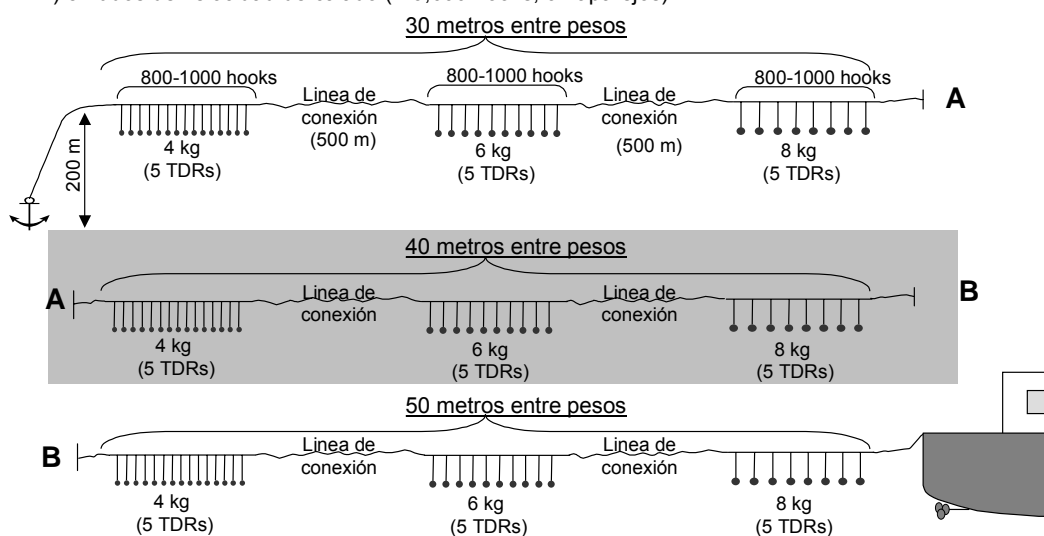 30 metros entre pesos
800-1000 hooks
800-1000 hooks
800-1000 hooks
Linea de
conexión
(500 m)
Linea de
conexión
(500 m)
A
4 kg
(5 TDRs)
6 kg
(5 TDRs)
8 kg
(5 TDRs)
200 m
40 metros entre pesos
A
Linea de
conexión
Linea de
conexión
B
4 kg
(5 TDRs)
6 kg
(5 TDRs)
8 kg
(5 TDRs)
50 metros entre pesos
B
Linea de
conexión
Linea de
conexión
4 kg
(5 TDRs)
6 kg
(5 TDRs)
8 kg
(5 TDRs)